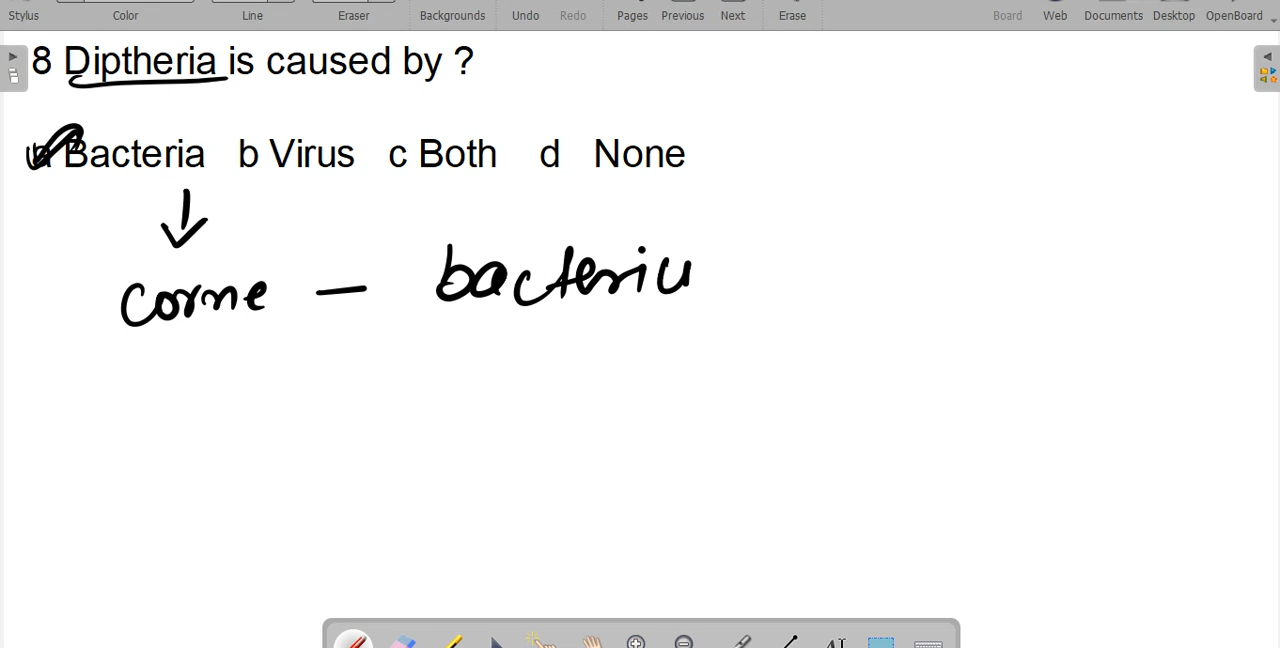 Stylus Color Line Eraser Backgrounds Undo Redo Pages Previous Next Erase Board Web Documents Desktop OpenBoard
8 Diptheria is caused by ?
a Bacteria b Virus c Both d None
corne - bacteriu